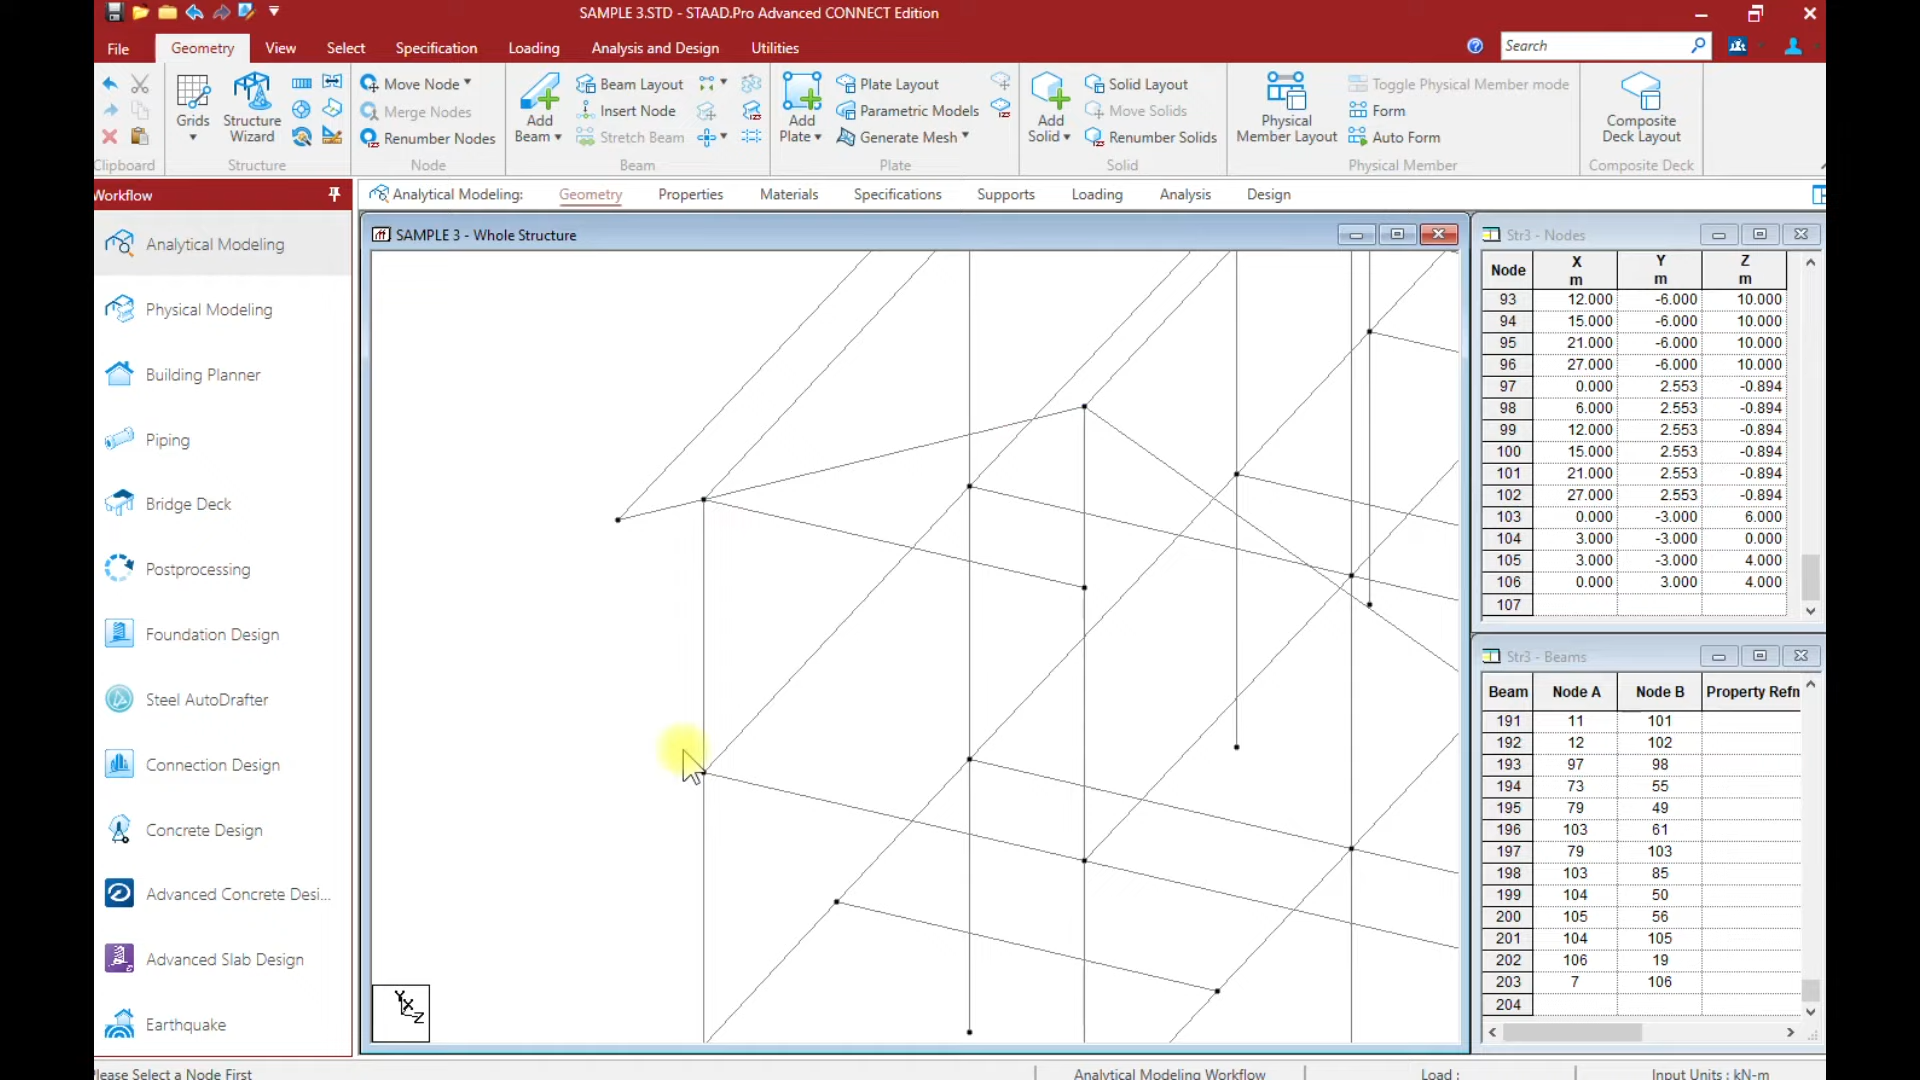 SAMPLE 3.STD - STAAD.Pro Advanced CONNECT Edition
File Geometry View Select Specification Loading Analysis and Design Utilities Search
Move Node Beam Layout Plate Layout Solid Layout Toggle Physical Member mode
Merge Nodes Insert Node Parametric Models Move Solids Form
Renumber Nodes Stretch Beam Generate Mesh Renumber Solids Auto Form
Grids Structure Wizard Add Beam Add Plate Add Solid Physical Member Layout Composite Deck Layout
Clipboard Structure Node Beam Plate Solid Physical Member Composite Deck
Workflow
Analytical Modeling: Geometry Properties Materials Specifications Supports Loading Analysis Design
Analytical Modeling
Physical Modeling
Building Planner
Piping
Bridge Deck
Postprocessing
Foundation Design
Steel AutoDrafter
Connection Design
Concrete Design
Advanced Concrete Desi...
Advanced Slab Design
Earthquake
SAMPLE 3 - Whole Structure
Y
X
Z
Str3 - Nodes
Node X m Y m Z m
93 12.000 -6.000 10.000
94 15.000 -6.000 10.000
95 21.000 -6.000 10.000
96 27.000 -6.000 10.000
97 0.000 2.553 -0.894
98 6.000 2.553 -0.894
99 12.000 2.553 -0.894
100 15.000 2.553 -0.894
101 21.000 2.553 -0.894
102 27.000 2.553 -0.894
103 0.000 -3.000 6.000
104 3.000 -3.000 0.000
105 3.000 -3.000 4.000
106 0.000 3.000 4.000
107
Str3 - Beams
Beam Node A Node B Property Refn
191 11 101
192 12 102
193 97 98
194 73 55
195 79 49
196 103 61
197 79 103
198 103 85
199 104 50
200 105 56
201 104 105
202 106 19
203 7 106
204
Please Select a Node First Analytical Modeling Workflow Load : Input Units : kN-m